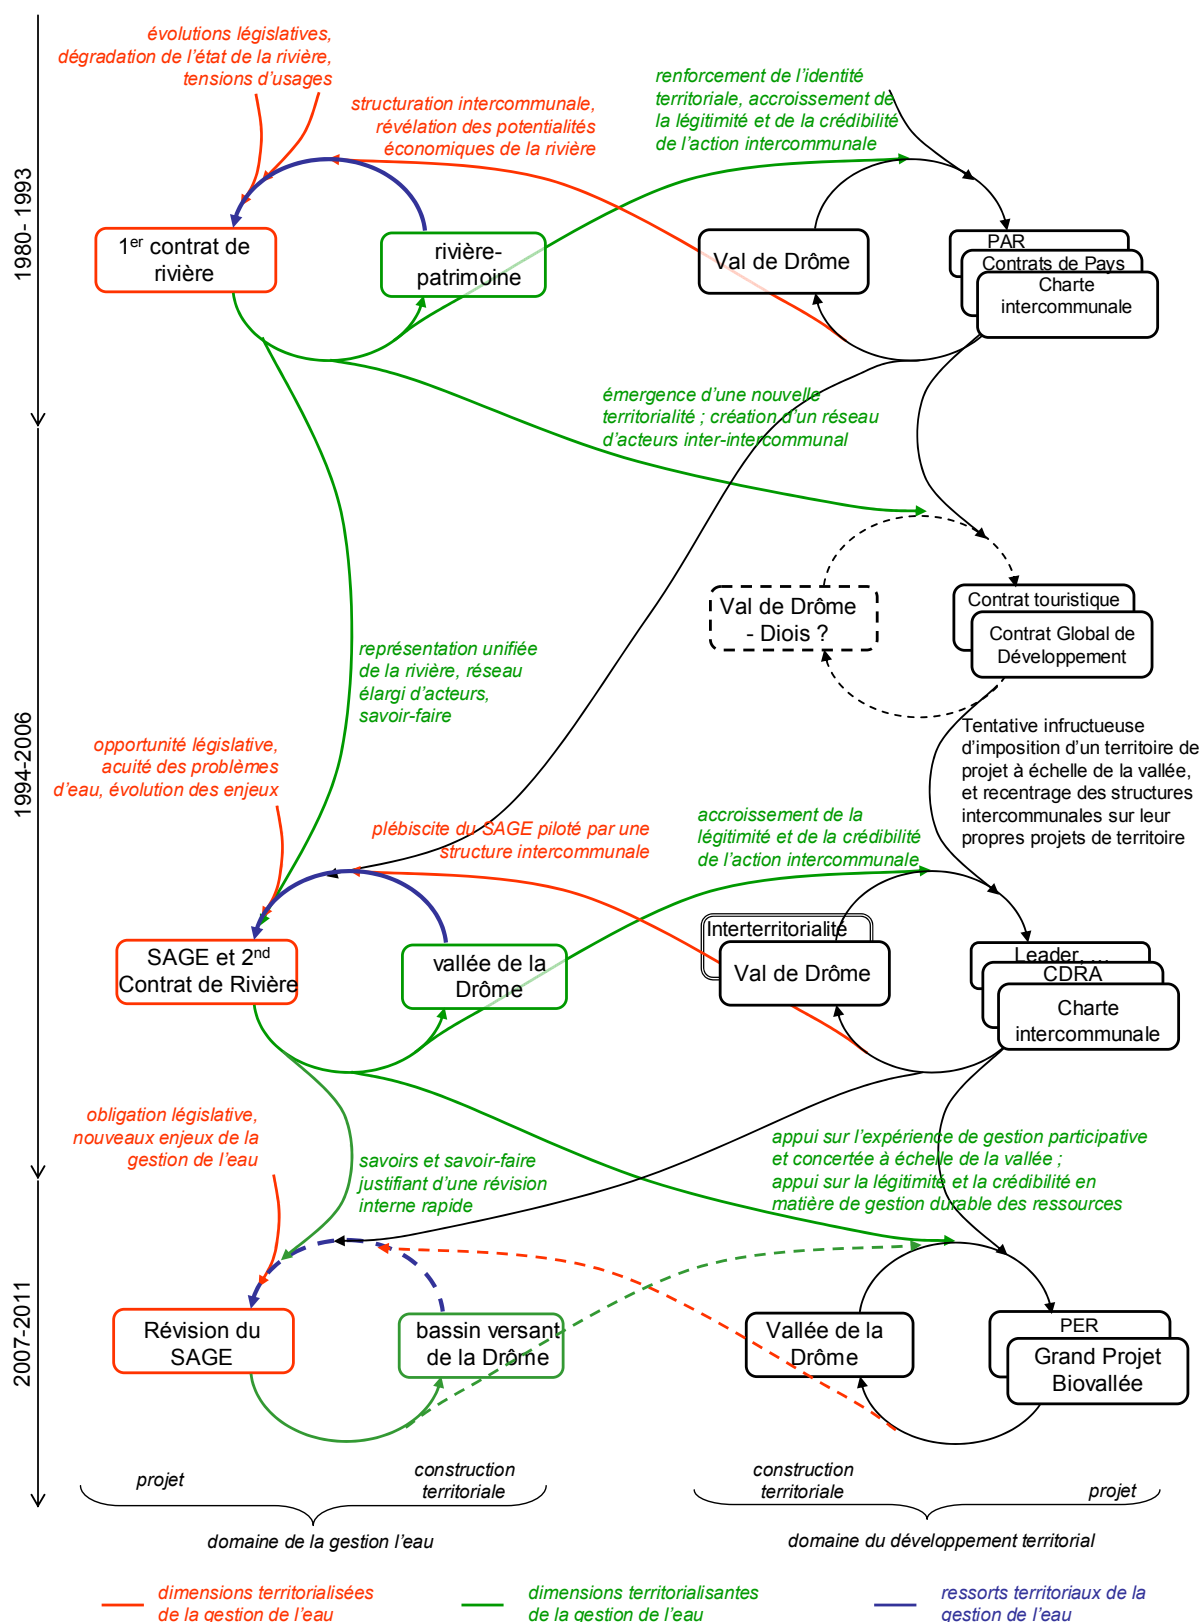 évolutions législatives,
dégradation de l'état de la rivière,
tensions d'usages
structuration intercommunale,
révélation des potentialités
économiques de la rivière
renforcement de l'identité
territoriale, accroissement de
la légitimité et de la crédibilité
de l'action intercommunale
1980- 1993
1er contrat de
rivière
rivière-
patrimoine
Val de Drôme
PAR
Contrats de Pays
Charte
intercommunale
émergence d'une nouvelle
territorialité ; création d'un réseau
d'acteurs inter-intercommunal
1994-2006
Val de Drôme
- Diois ?
Contrat touristique
Contrat Global de
Développement
représentation unifiée
de la rivière, réseau
élargi d'acteurs,
savoir-faire
Tentative infructueuse
d'imposition d'un territoire de
projet à échelle de la vallée,
et recentrage des structures
intercommunales sur leur
propres projets de territoire
opportunité législative,
acuité des problèmes
d'eau, évolution des enjeux
plébiscite du SAGE piloté par une
structure intercommunale
accroissement de la
légitimité et de la crédibilité
de l'action intercommunale
SAGE et 2nd
Contrat de Rivière
vallée de la
Drôme
Interterritorialité
Val de Drôme
Leader, ...
CDRA
Charte
intercommunale
obligation législative,
nouveaux enjeux de la
gestion de l'eau
savoirs et savoir-faire
justifiant d'une révision
interne rapide
appui sur l'expérience de gestion participative
et concertée à échelle de la vallée ;
appui sur la légitimité et la crédibilité en
matière de gestion durable des ressources
2007-2011
Révision du
SAGE
bassin versant
de la Drôme
Vallée de la
Drôme
PER
Grand Projet
Biovallée
projet
construction
territoriale
construction
territoriale
projet
domaine de la gestion l'eau
domaine du développement territorial
dimensions territorialisées
de la gestion de l'eau
dimensions territorialisantes
de la gestion de l'eau
ressorts territoriaux de la
gestion de l'eau